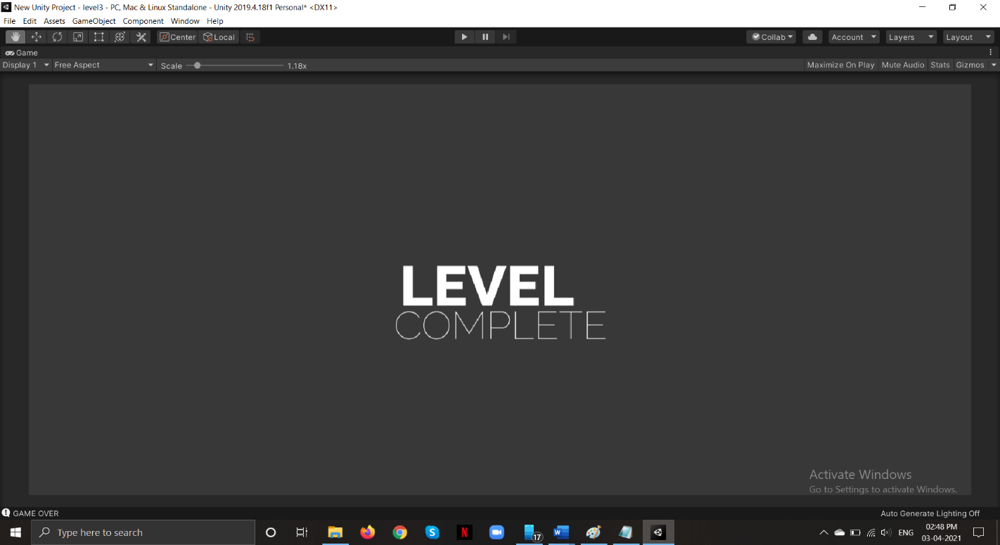 New Unity Project - level3 - PC, Mac & Linux Standalone - Unity 2019.4.18f1 Personal* <DX11>
File Edit Assets GameObject Component Window Help
Center Local Collab Account Layers Layout
Game
Display 1 Free Aspect Scale 1.18x Maximize On Play Mute Audio Stats Gizmos
LEVEL
COMPLETE
Activate Windows
Go to Settings to activate Windows.
GAME OVER Auto Generate Lighting Off
Type here to search 17 ENG 02:48 PM
03-04-2021